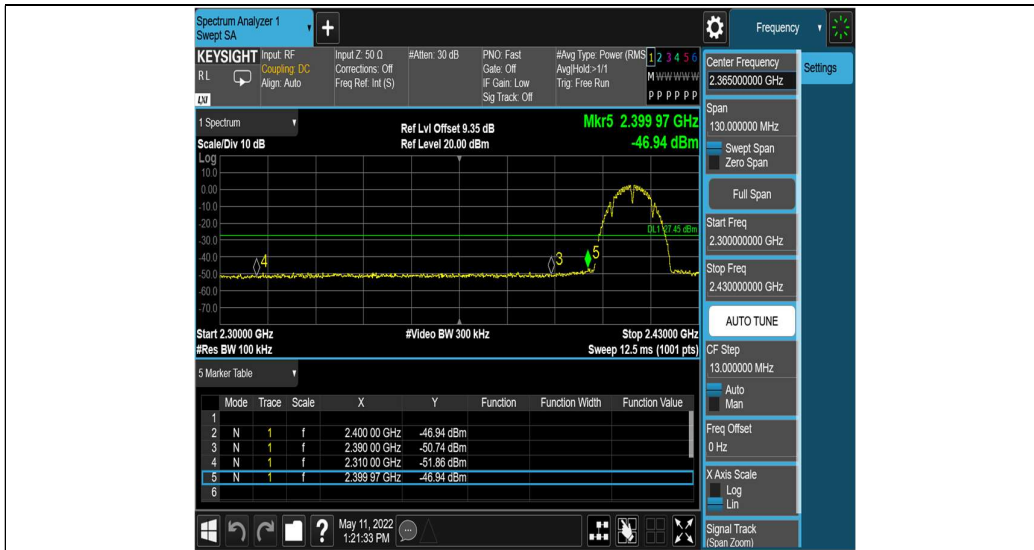 Spectrum Analyzer 1
Swept SA
+
Frequency
KEYSIGHT
RL
LXI
Input: RF
Coupling: DC
Align: Auto
Input Z: 50 Ω
Corrections: Off
Freq Ref: Int (S)
#Atten: 30 dB
PNO: Fast
Gate: Off
IF Gain: Low
Sig Track: Off
#Avg Type: Power (RMS
Avg|Hold:>1/1
Trig: Free Run
1 2 3 4 5 6
M W W W W W
P P P P P P
1 Spectrum
Scale/Div 10 dB
Ref Lvl Offset 9.35 dB
Ref Level 20.00 dBm
Mkr5 2.399 97 GHz
-46.94 dBm
Log
10.0
0.00
-10.0
-20.0
-30.0
-40.0
-50.0
-60.0
-70.0
DL1 -27.45 dBm
4
3
5
Start 2.30000 GHz
#Res BW 100 kHz
#Video BW 300 kHz
Stop 2.43000 GHz
Sweep 12.5 ms (1001 pts)
5 Marker Table
Mode Trace Scale X Y Function Function Width Function Value
1
2 N 1 f 2.400 00 GHz -46.94 dBm
3 N 1 f 2.390 00 GHz -50.74 dBm
4 N 1 f 2.310 00 GHz -51.86 dBm
5 N 1 f 2.399 97 GHz -46.94 dBm
6
?
May 11, 2022
1:21:33 PM
Center Frequency
2.365000000 GHz
Settings
Span
130.000000 MHz
Swept Span
Zero Span
Full Span
Start Freq
2.300000000 GHz
Stop Freq
2.430000000 GHz
AUTO TUNE
CF Step
13.000000 MHz
Auto
Man
Freq Offset
0 Hz
X Axis Scale
Log
Lin
Signal Track
(Span Zoom)